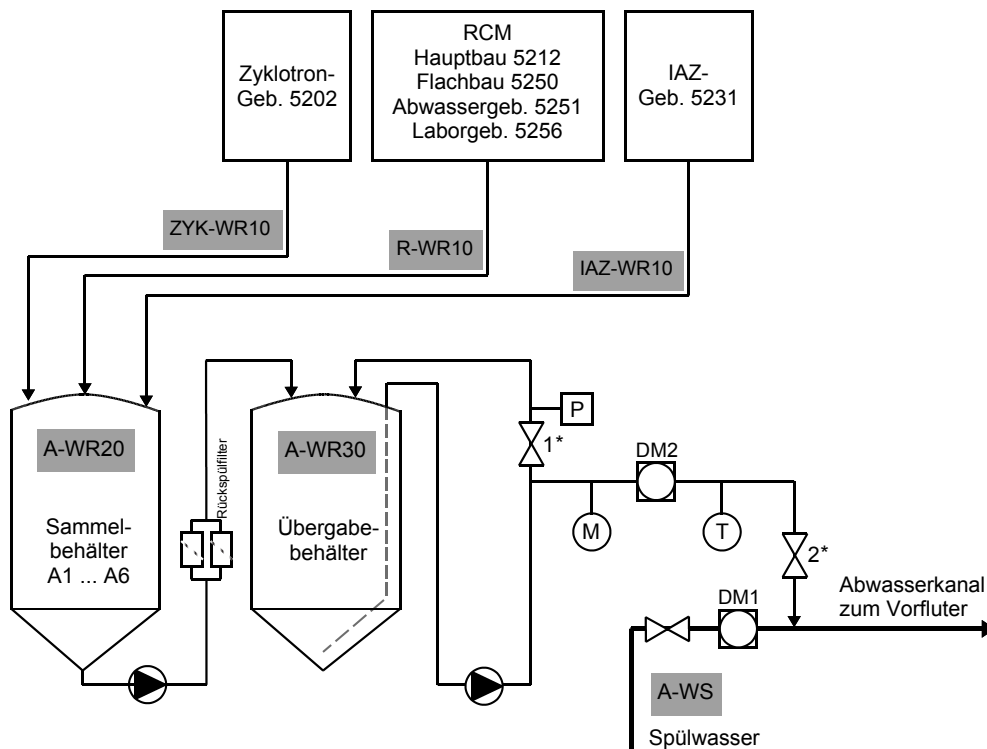 Zyklotron-
Geb. 5202
RCM
Hauptbau 5212
Flachbau 5250
Abwassergeb. 5251
Laborgeb. 5256
IAZ-
Geb. 5231
ZYK-WR10
R-WR10
IAZ-WR10
A-WR20
Sammel-
behälter
A1 ... A6
Rückspülfilter
A-WR30
Übergabe-
behälter
P
1*
DM2
M
T
2*
DM1
Abwasserkanal
zum Vorfluter
A-WS
Spülwasser